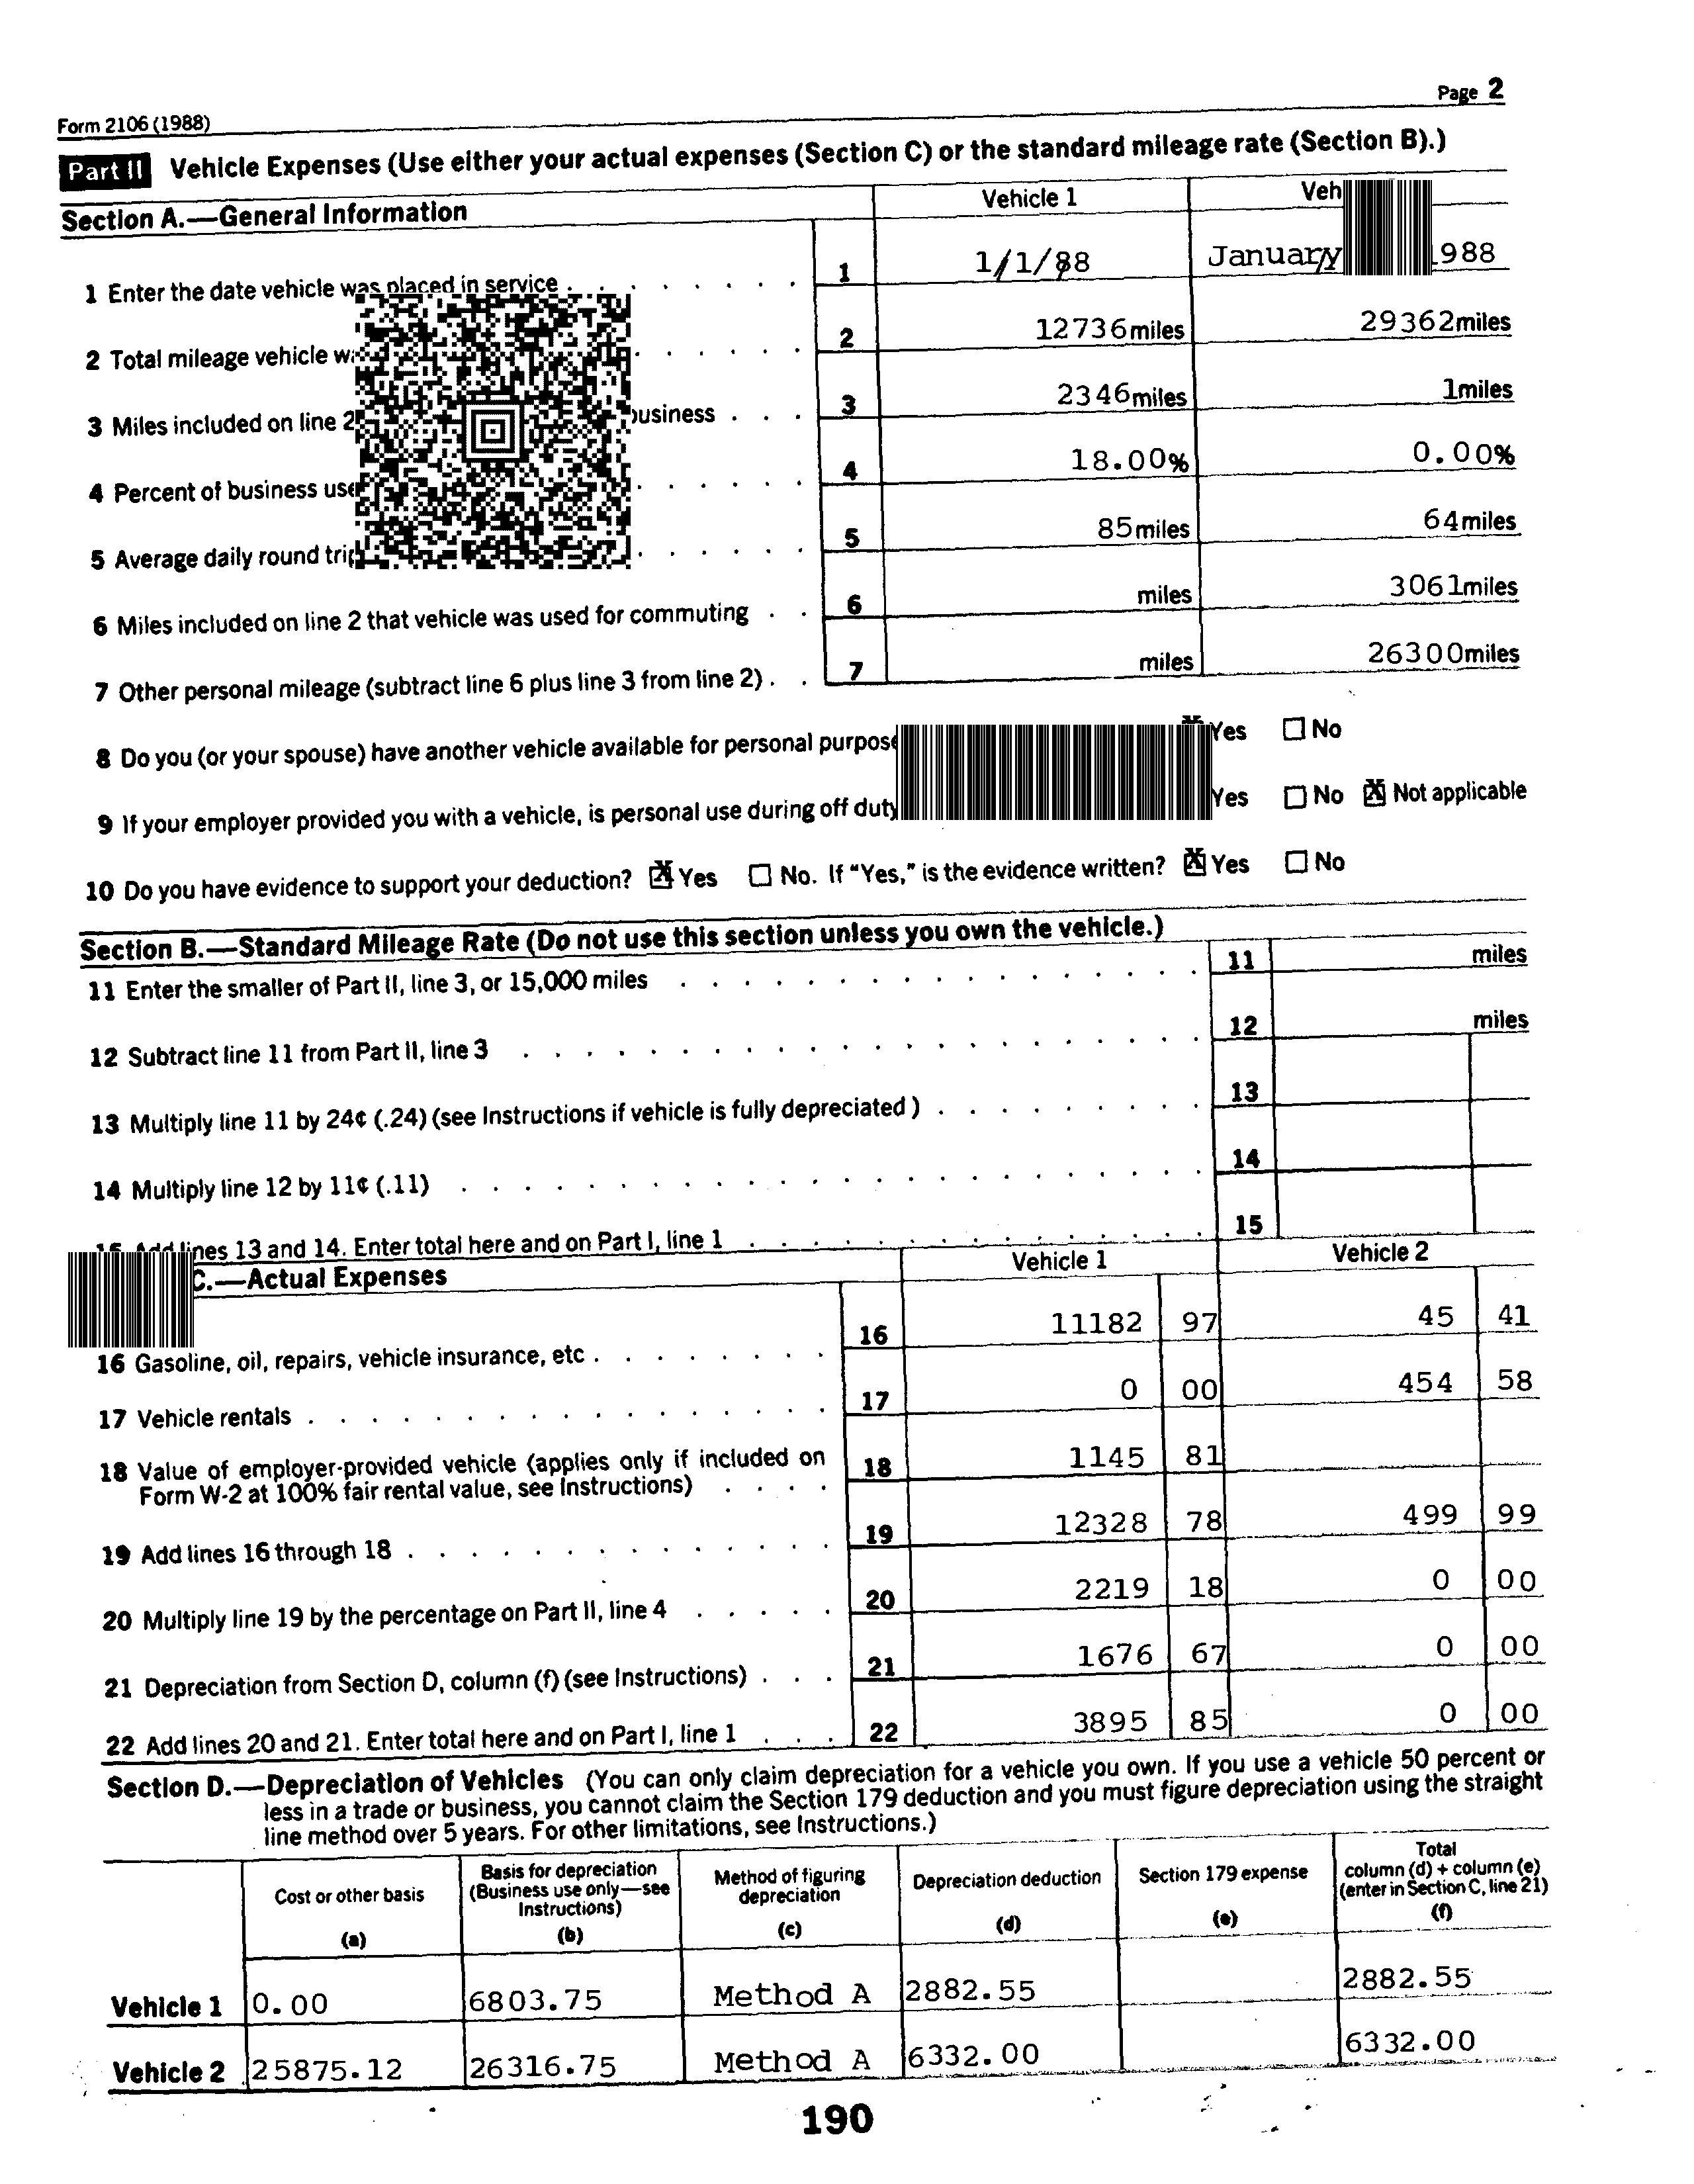 Form 2106 (1988)
Page 2
Part II Vehicle Expenses (Use either your actual expenses (Section C) or the standard mileage rate (Section B).)
Section A.—General Information Vehicle 1
1 Enter the date vehicle was placed in service . . . . . . . . 1 1/1/88 January 1988
2 Total mileage vehicle . . . . . . 2 12736 miles 29362 miles
3 Miles included on line 2 business . . . 3 2346 miles 1 miles
4 Percent of business use . . . . . . 4 18.00% 0.00%
5 Average daily round trip . . . . . . 5 85 miles 64 miles
6 Miles included on line 2 that vehicle was used for commuting . . 6 miles 3061 miles
7 Other personal mileage (subtract line 6 plus line 3 from line 2) . . 7 miles 26300 miles
8 Do you (or your spouse) have another vehicle available for personal Yes ☐ No
9 If your employer provided you with a vehicle, is personal use during off duty Yes ☐ No ☒ Not applicable
10 Do you have evidence to support your deduction? ☒ Yes ☐ No. If "Yes," is the evidence written? ☒ Yes ☐ No
Section B.—Standard Mileage Rate (Do not use this section unless you own the vehicle.)
11 Enter the smaller of Part II, line 3, or 15,000 miles . . . . . . . . 11 miles
12 Subtract line 11 from Part II, line 3 . . . . . . . . 12 miles
13 Multiply line 11 by 24¢ (.24) (see Instructions if vehicle is fully depreciated ) . . . . . . . . 13
14 Multiply line 12 by 11¢ (.11) . . . . . . . . 14
lines 13 and 14. Enter total here and on Part I, line 1 . . . . . . . . 15
C.—Actual Expenses Vehicle 1 Vehicle 2
16 Gasoline, oil, repairs, vehicle insurance, etc . . . . . . . . 16 11182 97 45 41
17 Vehicle rentals . . . . . . . . 17 0 00 454 58
18 Value of employer-provided vehicle (applies only if included on
Form W-2 at 100% fair rental value, see Instructions) . . . . 18 1145 81
19 Add lines 16 through 18 . . . . . . . . 19 12328 78 499 99
20 Multiply line 19 by the percentage on Part II, line 4 . . . . . 20 2219 18 0 00
21 Depreciation from Section D, column (f) (see Instructions) . . . 21 1676 67 0 00
22 Add lines 20 and 21. Enter total here and on Part I, line 1 . . . 22 3895 85 0 00
Section D.—Depreciation of Vehicles (You can only claim depreciation for a vehicle you own. If you use a vehicle 50 percent or
less in a trade or business, you cannot claim the Section 179 deduction and you must figure depreciation using the straight
line method over 5 years. For other limitations, see Instructions.)
Cost or other basis
(a)
Basis for depreciation
(Business use only—see
Instructions)
(b)
Method of figuring
depreciation
(c)
Depreciation deduction
(d)
Section 179 expense
(e)
Total
column (d) + column (e)
(enter in Section C, line 21)
(f)
Vehicle 1 0.00 6803.75 Method A 2882.55 2882.55
Vehicle 2 25875.12 26316.75 Method A 6332.00 6332.00
190